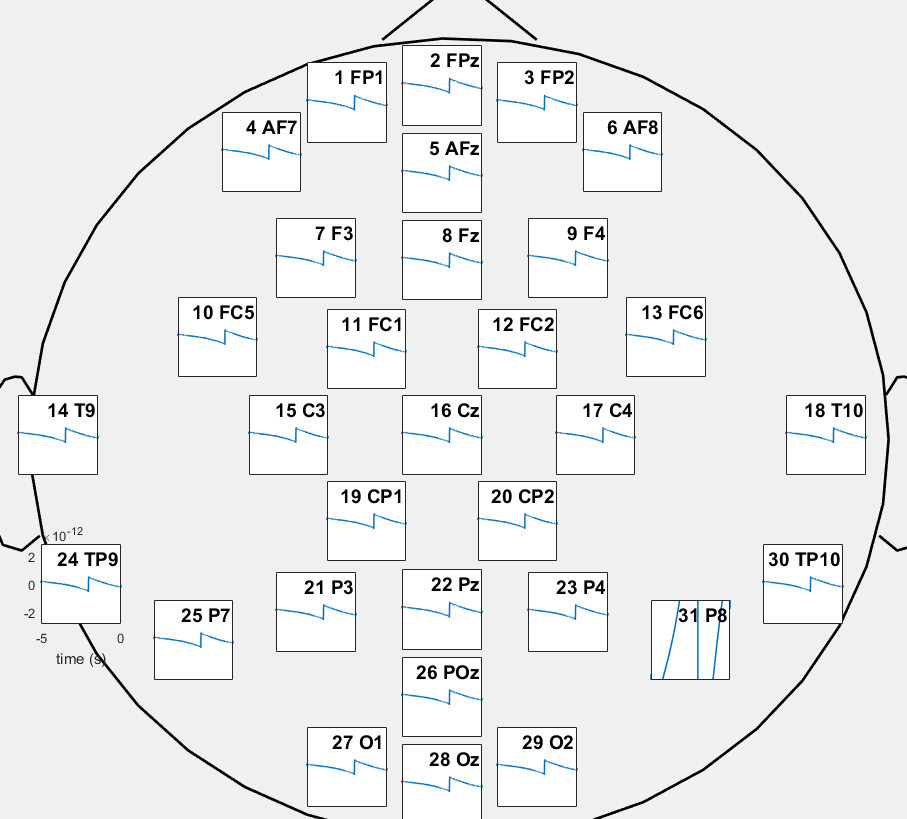 2 FPz
1 FP1
3 FP2
4 AF7
6 AF8
5 AFz
7 F3
8 Fz
9 F4
10 FC5
11 FC1
12 FC2
13 FC6
14 T9
15 C3
16 Cz
17 C4
18 T10
19 CP1
20 CP2
×10⁻¹²
2
0
-2
-5
0
time (s)
24 TP9
30 TP10
21 P3
22 Pz
23 P4
25 P7
31 P8
26 POz
27 O1
28 Oz
29 O2